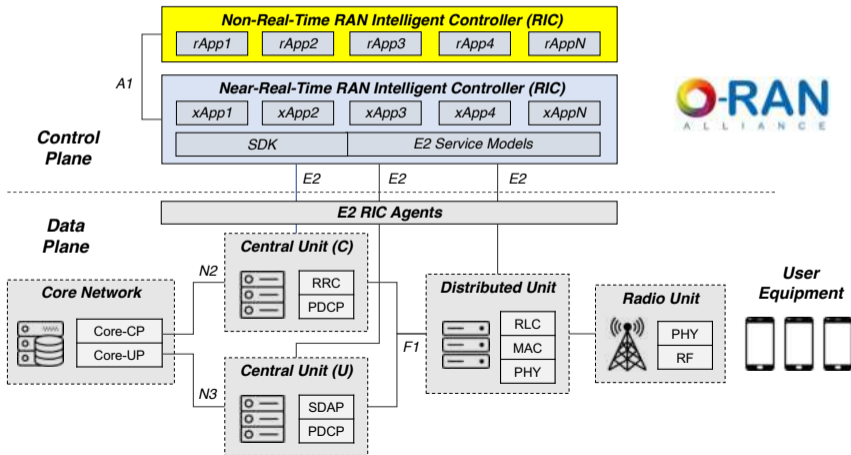 Non-Real-Time RAN Intelligent Controller (RIC)
rApp1 rApp2 rApp3 rApp4 rAppN
A1
Near-Real-Time RAN Intelligent Controller (RIC)
xApp1 xApp2 xApp3 xApp4 xAppN
SDK E2 Service Models
O-RAN
ALLIANCE
Control
Plane
E2 E2 E2
Data
Plane
E2 RIC Agents
Central Unit (C)
RRC
PDCP
N2
Core Network
Core-CP
Core-UP
N3
Central Unit (U)
SDAP
PDCP
F1
Distributed Unit
RLC
MAC
PHY
Radio Unit
PHY
RF
User
Equipment